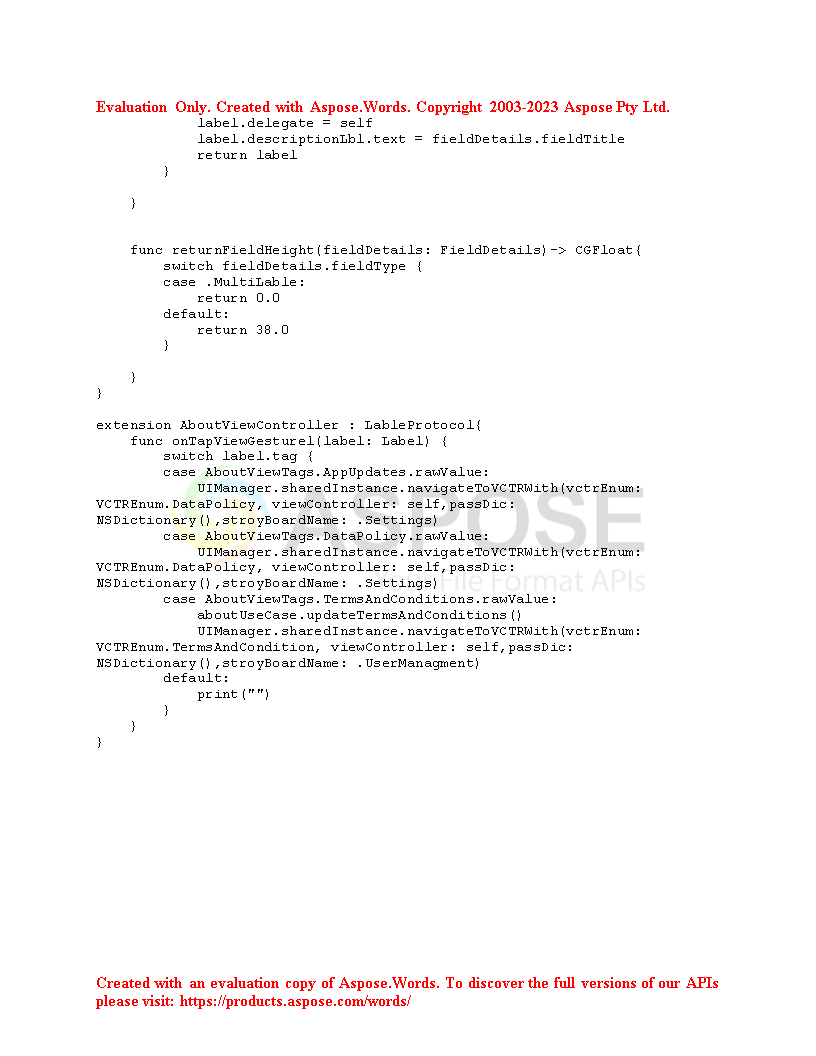 Evaluation Only. Created with Aspose.Words. Copyright 2003-2023 Aspose Pty Ltd.
            label.delegate = self
            label.descriptionLbl.text = fieldDetails.fieldTitle
            return label
        }
    }
    func returnFieldHeight(fieldDetails: FieldDetails)-> CGFloat{
        switch fieldDetails.fieldType {
        case .MultiLable:
            return 0.0
        default:
            return 38.0
        }
    }
}
extension AboutViewController : LableProtocol{
    func onTapViewGesturel(label: Label) {
        switch label.tag {
        case AboutViewTags.AppUpdates.rawValue:
            UIManager.sharedInstance.navigateToVCTRWith(vctrEnum:
VCTREnum.DataPolicy, viewController: self,passDic:
NSDictionary(),stroyBoardName: .Settings)
        case AboutViewTags.DataPolicy.rawValue:
            UIManager.sharedInstance.navigateToVCTRWith(vctrEnum:
VCTREnum.DataPolicy, viewController: self,passDic:
NSDictionary(),stroyBoardName: .Settings)
        case AboutViewTags.TermsAndConditions.rawValue:
            aboutUseCase.updateTermsAndConditions()
            UIManager.sharedInstance.navigateToVCTRWith(vctrEnum:
VCTREnum.TermsAndCondition, viewController: self,passDic:
NSDictionary(),stroyBoardName: .UserManagment)
        default:
            print("")
        }
    }
}
ASPOSE
File Format APIs
Created with an evaluation copy of Aspose.Words. To discover the full versions of our APIs
please visit: https://products.aspose.com/words/